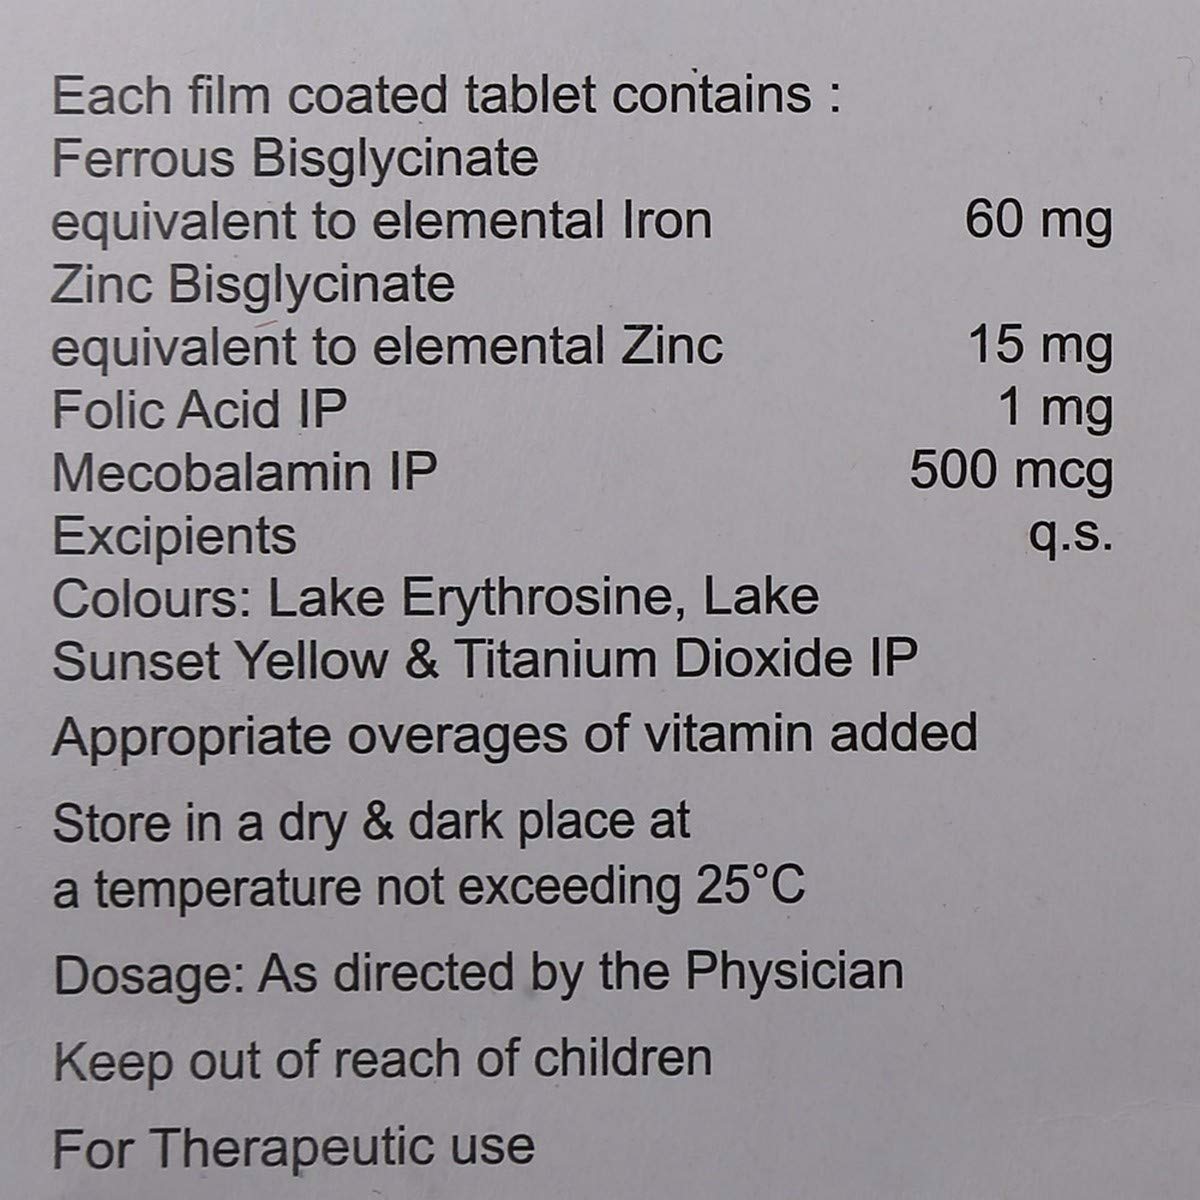 Each film coated tablet contains :
Ferrous Bisglycinate
equivalent to elemental Iron 60 mg
Zinc Bisglycinate
equivalent to elemental Zinc 15 mg
Folic Acid IP 1 mg
Mecobalamin IP 500 mcg
Excipients q.s.
Colours: Lake Erythrosine, Lake
Sunset Yellow & Titanium Dioxide IP
Appropriate overages of vitamin added
Store in a dry & dark place at
a temperature not exceeding 25°C
Dosage: As directed by the Physician
Keep out of reach of children
For Therapeutic use